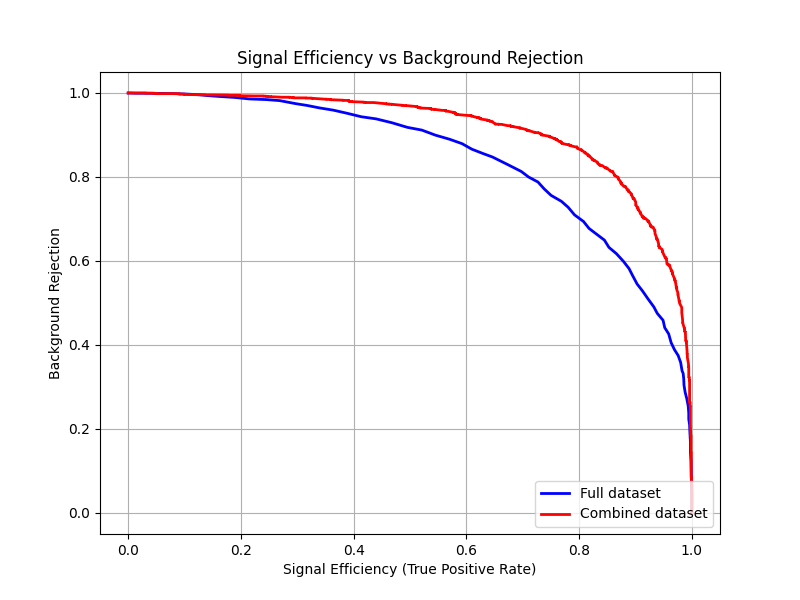 Signal Efficiency vs Background Rejection
Background Rejection
1.0
0.8
0.6
0.4
0.2
0.0
0.0 0.2 0.4 0.6 0.8 1.0
Signal Efficiency (True Positive Rate)
Full dataset
Combined dataset